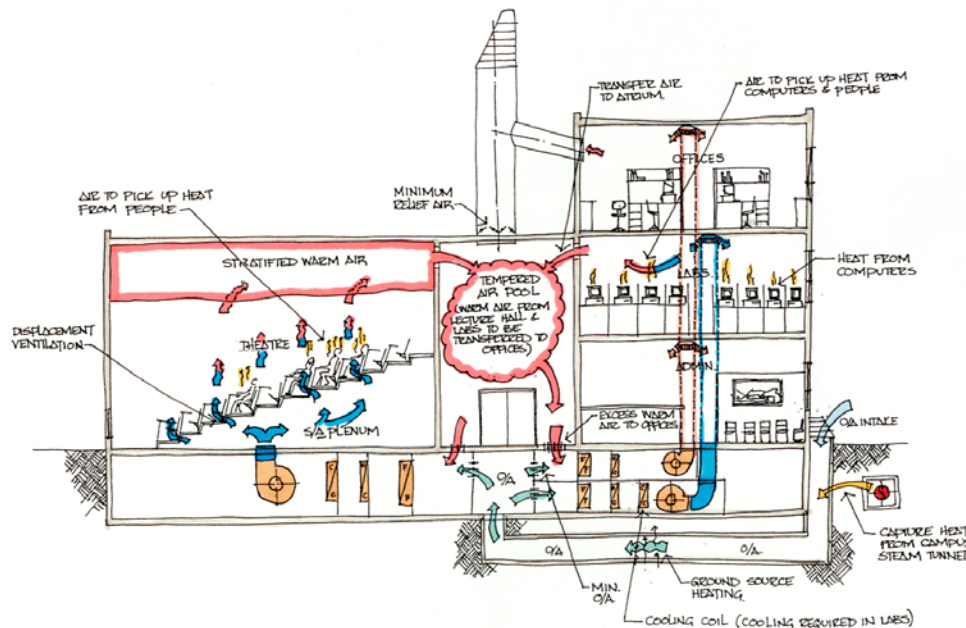 TRANSFER AIR
TO ATRIUM.
AIR TO PICK UP HEAT FROM
COMPUTERS & PEOPLE
OFFICES
AIR TO PICK UP HEAT
FROM PEOPLE
MINIMUM
RELIEF AIR
STRATIFIED WARM AIR
LABS
HEAT FROM
COMPUTERS
TEMPERED
AIR POOL
(WARM AIR FROM
LECTURE HALL &
LABS TO BE
TRANSFERRED TO
OFFICES)
DISPLACEMENT
VENTILATION
THEATRE
ADMIN.
S/A PLENUM
EXCESS WARM
AIR TO OFFICES
O/A INTAKE
O/A
CAPTURE HEAT
FROM CAMPUS
STEAM TUNNEL
O/A
O/A
MIN.
O/A
GROUND SOURCE
HEATING.
COOLING COIL (COOLING REQUIRED IN LABS)